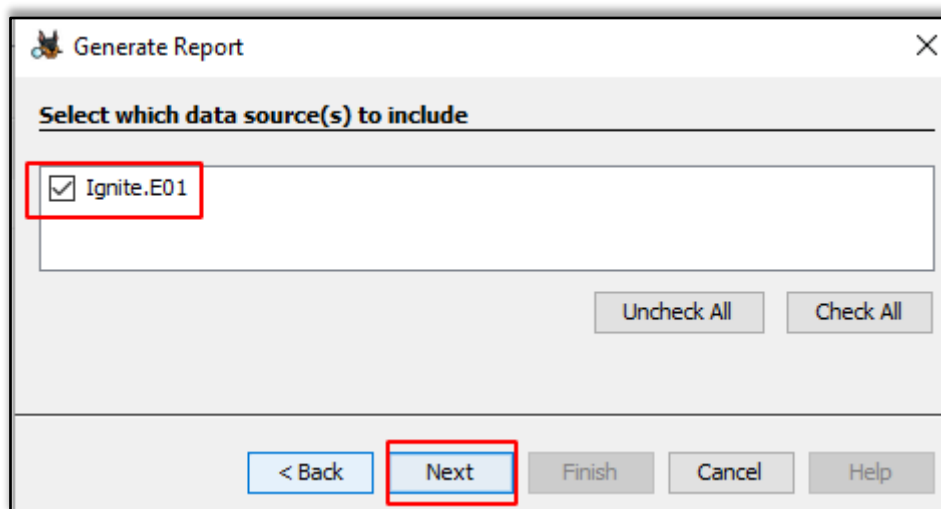 Generate Report
Select which data source(s) to include
Ignite.E01
Uncheck All Check All
< Back Next Finish Cancel Help